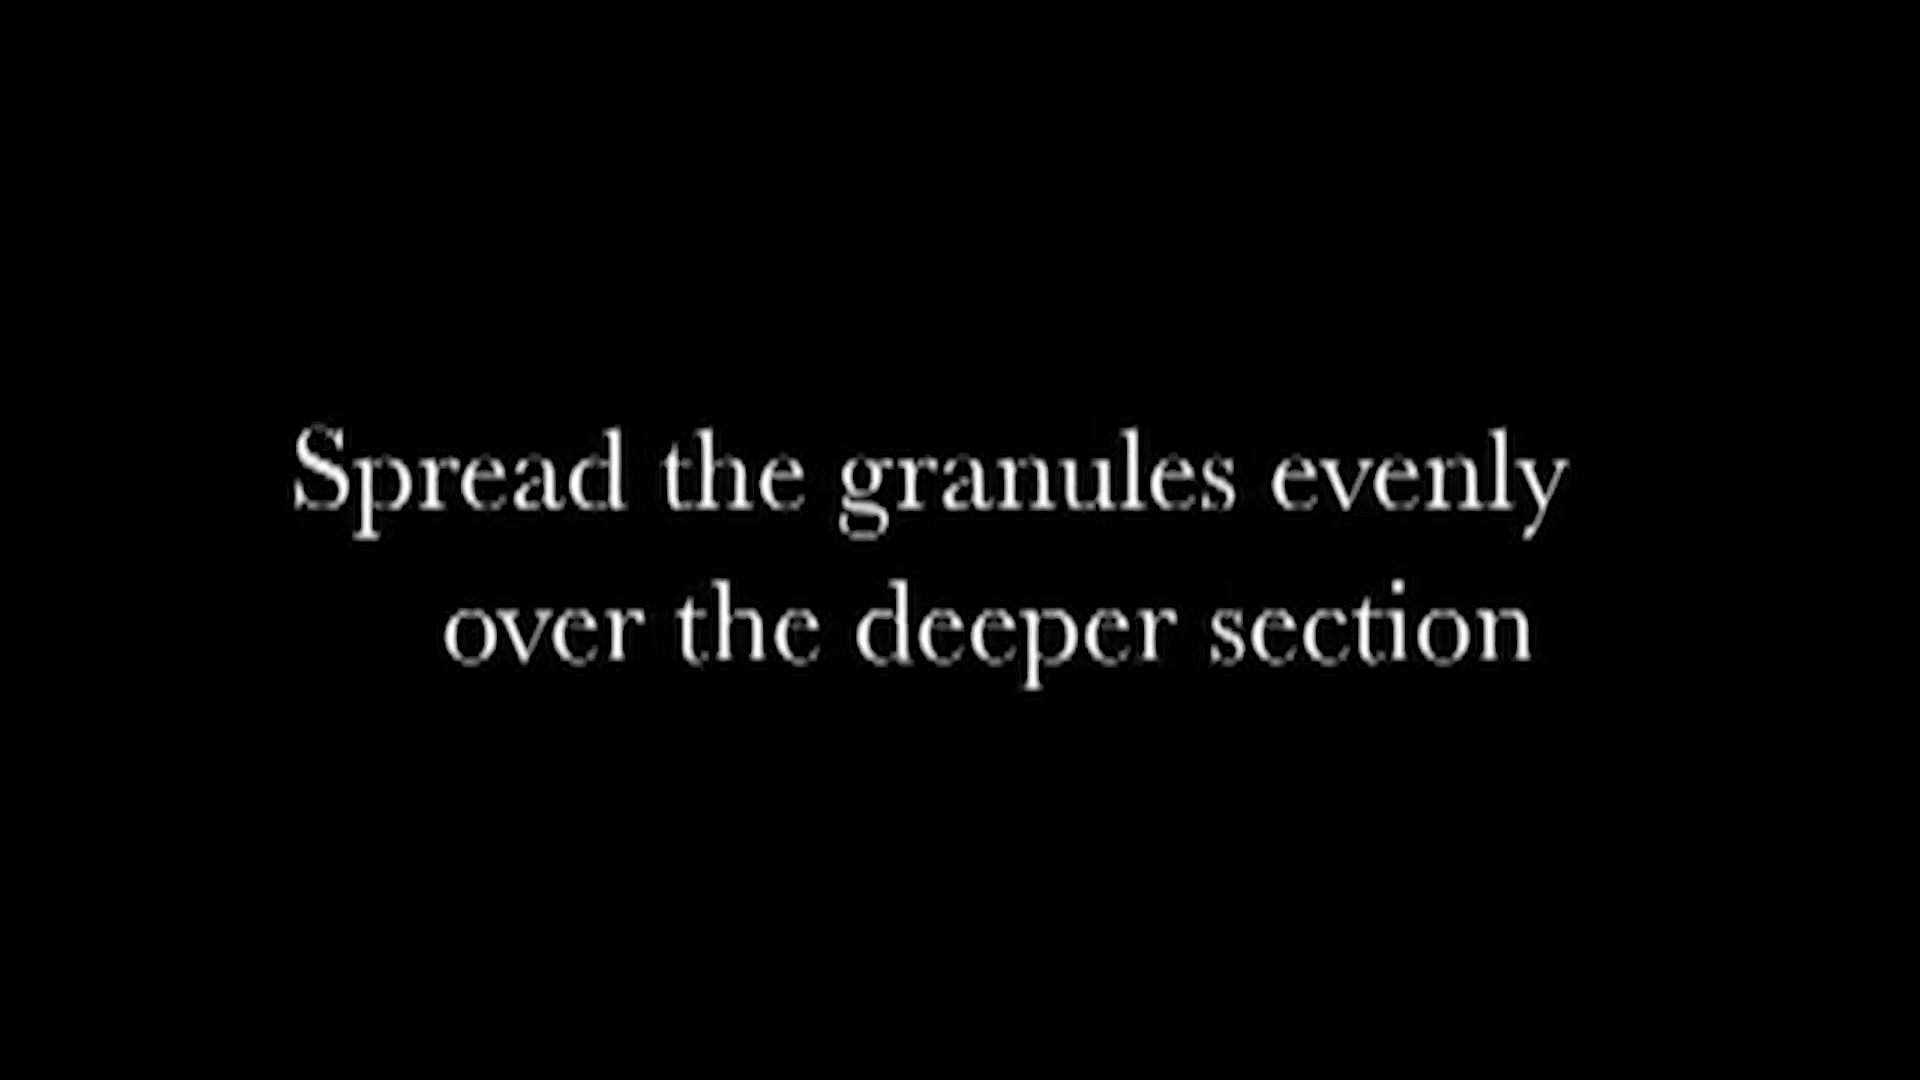 Spread the granules evenly
over the deeper section